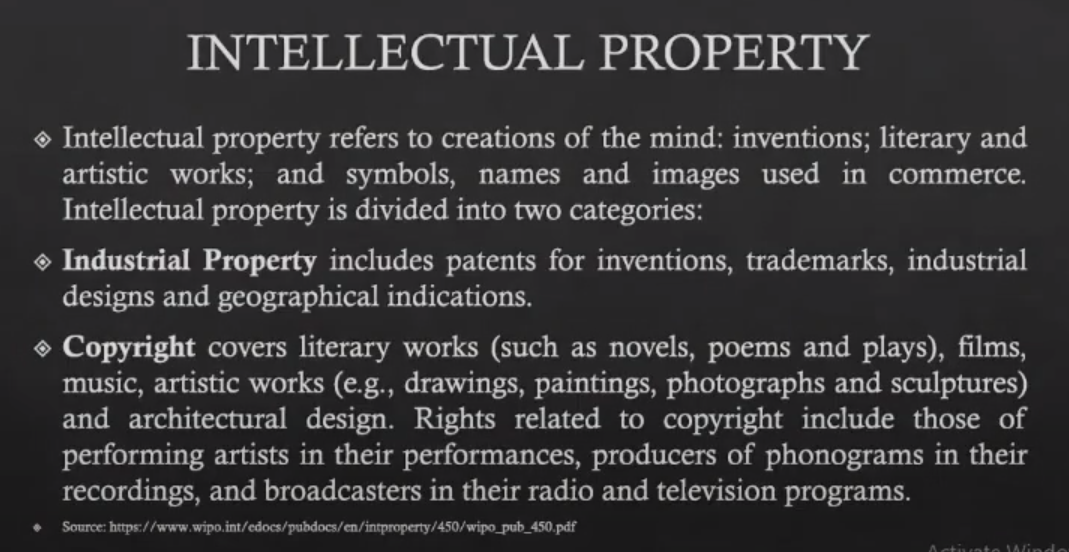 INTELLECTUAL PROPERTY
Intellectual property refers to creations of the mind: inventions; literary and
artistic works; and symbols, names and images used in commerce.
Intellectual property is divided into two categories:
Industrial Property includes patents for inventions, trademarks, industrial
designs and geographical indications.
Copyright covers literary works (such as novels, poems and plays), films,
music, artistic works (e.g., drawings, paintings, photographs and sculptures)
and architectural design. Rights related to copyright include those of
performing artists in their performances, producers of phonograms in their
recordings, and broadcasters in their radio and television programs.
Source: https://www.wipo.int/edocs/pubdocs/en/intproperty/450/wipo_pub_450.pdf